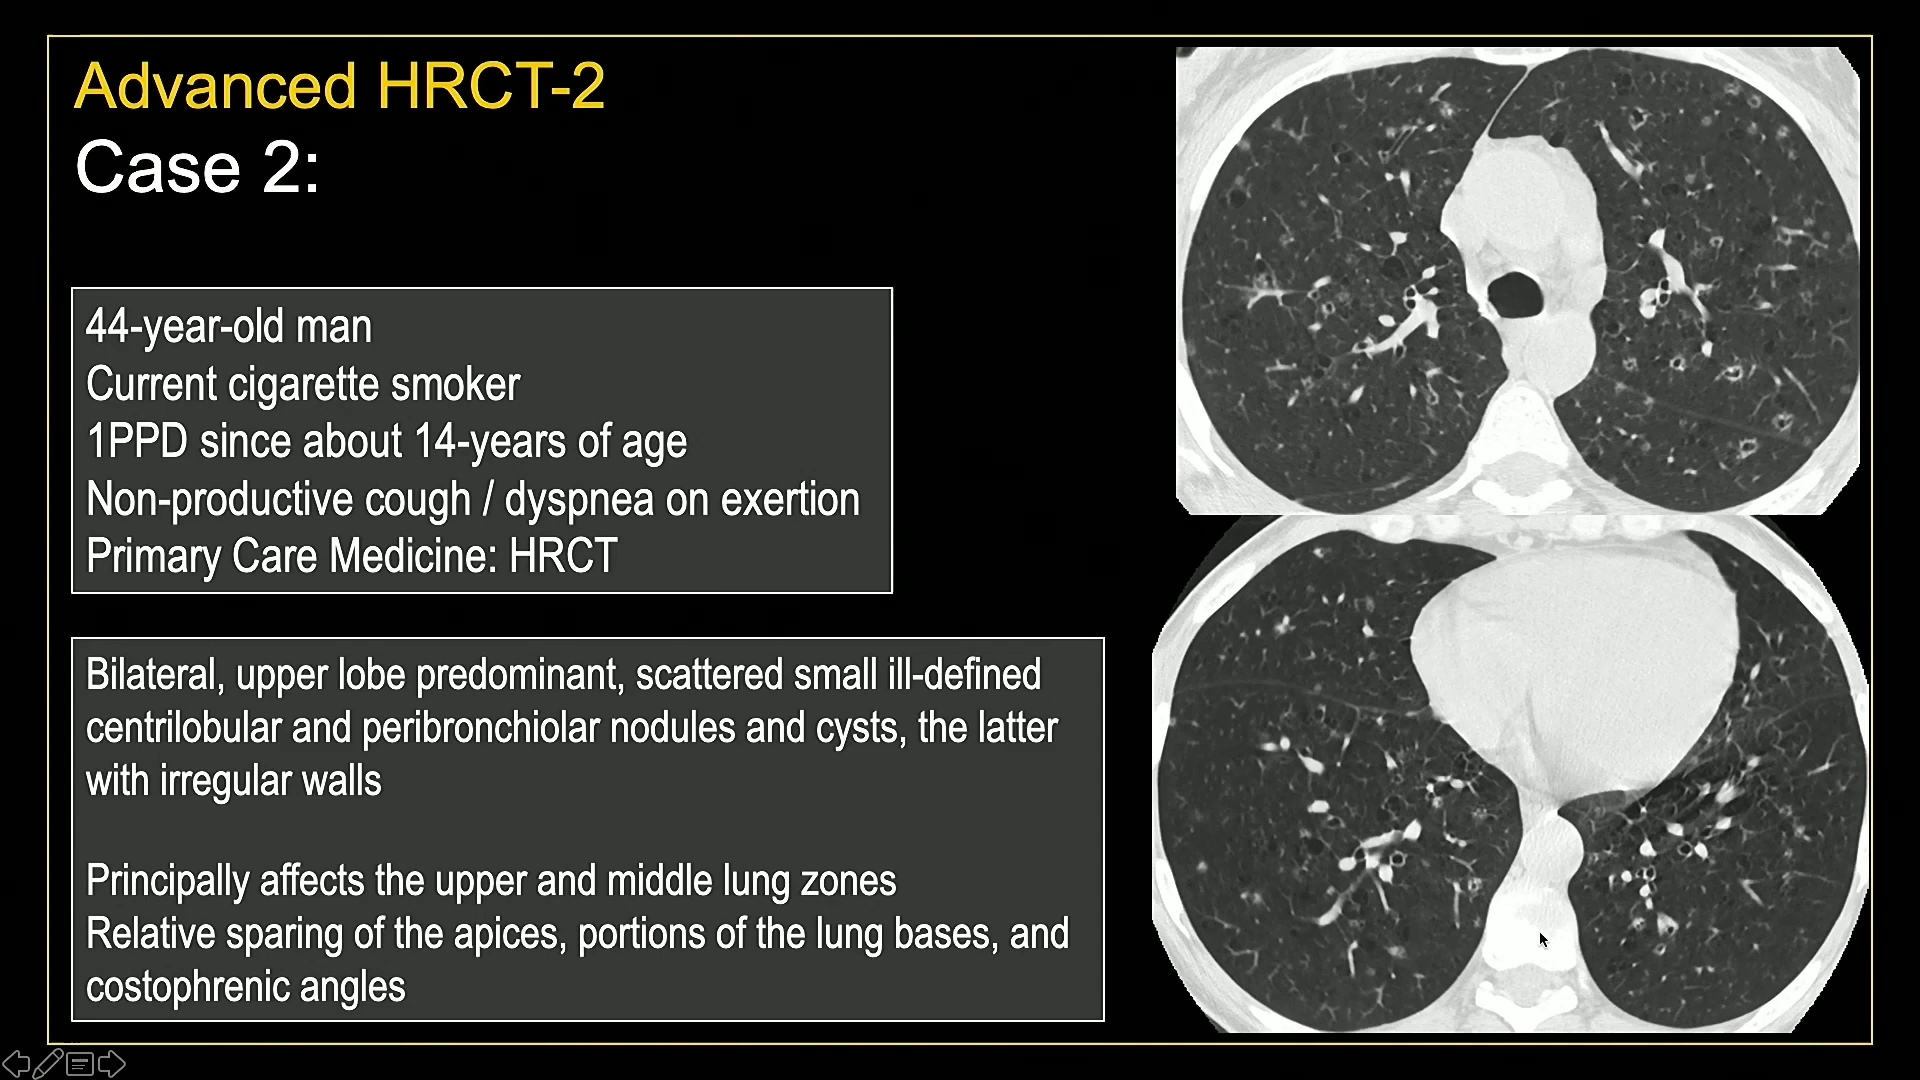 Advanced HRCT-2
Case 2:
44-year-old man
Current cigarette smoker
1PPD since about 14-years of age
Non-productive cough / dyspnea on exertion
Primary Care Medicine: HRCT
Bilateral, upper lobe predominant, scattered small ill-defined
centrilobular and peribronchiolar nodules and cysts, the latter
with irregular walls
Principally affects the upper and middle lung zones
Relative sparing of the apices, portions of the lung bases, and
costophrenic angles